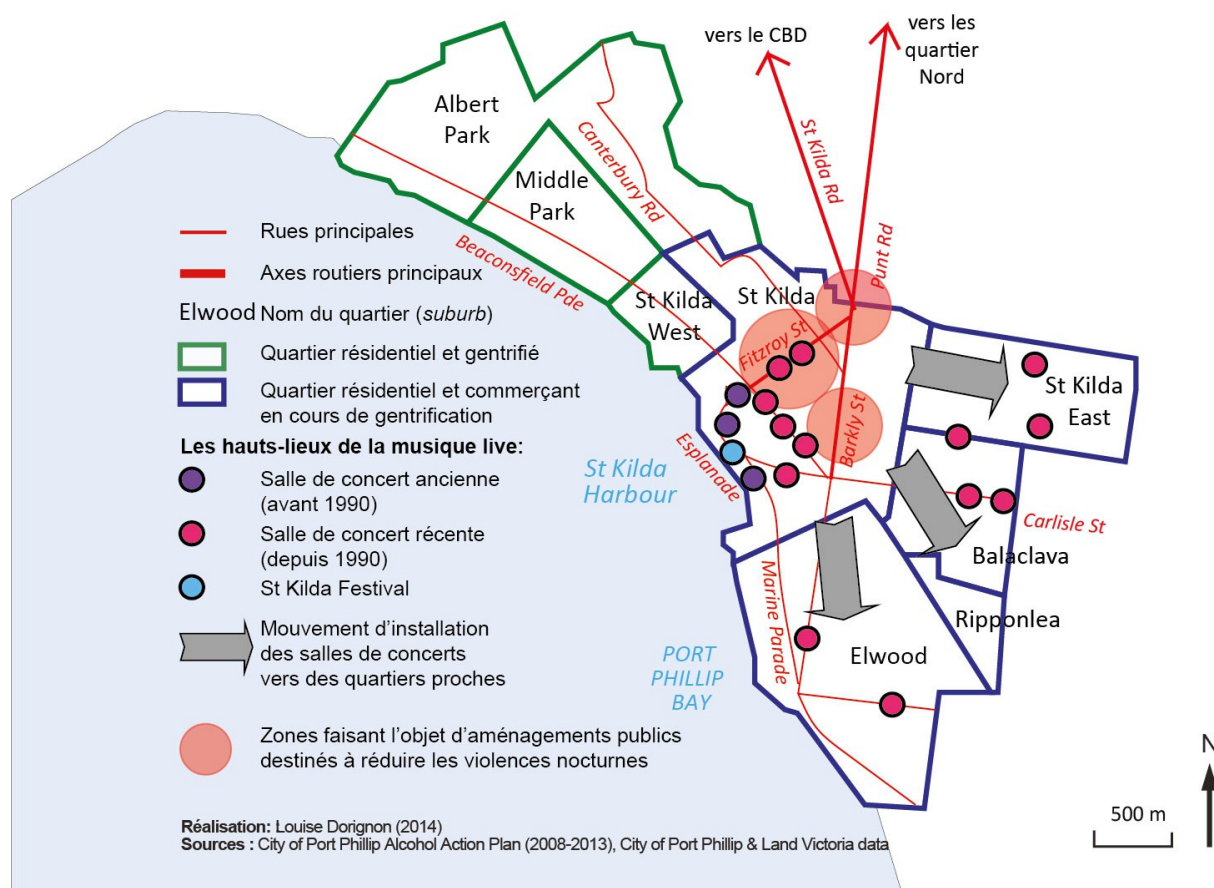 vers le CBD
vers les
quartier
Nord
Albert
Park
Middle
Park
Canterbury Rd
St Kilda Rd
Punt Rd
Beaconsfield Pde
St Kilda
West
St Kilda
Fitzroy St
Barkly St
St Kilda
East
Esplanade
St Kilda
Harbour
Carlisle St
Balaclava
Ripponlea
Marine Parade
Elwood
PORT
PHILLIP
BAY
Rues principales
Axes routiers principaux
Elwood Nom du quartier (suburb)
Quartier résidentiel et gentrifié
Quartier résidentiel et commerçant
en cours de gentrification
Les hauts-lieux de la musique live:
Salle de concert ancienne
(avant 1990)
Salle de concert récente
(depuis 1990)
St Kilda Festival
Mouvement d'installation
des salles de concerts
vers des quartiers proches
Zones faisant l'objet d'aménagements publics
destinés à réduire les violences nocturnes
Réalisation: Louise Dorignon (2014)
Sources : City of Port Phillip Alcohol Action Plan (2008-2013), City of Port Phillip & Land Victoria data
500 m
N